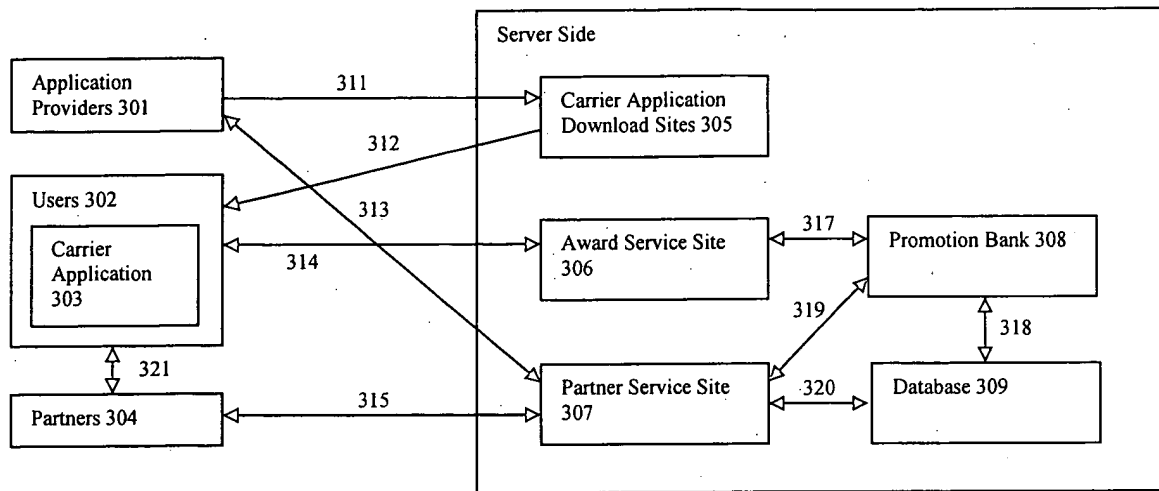 Server Side
Application
Providers 301
311
Carrier Application
Download Sites 305
312
Users 302
313
Carrier
Application
303
314
Award Service Site
306
317
Promotion Bank 308
319
318
321
Partners 304
315
Partner Service Site
307
320
Database 309